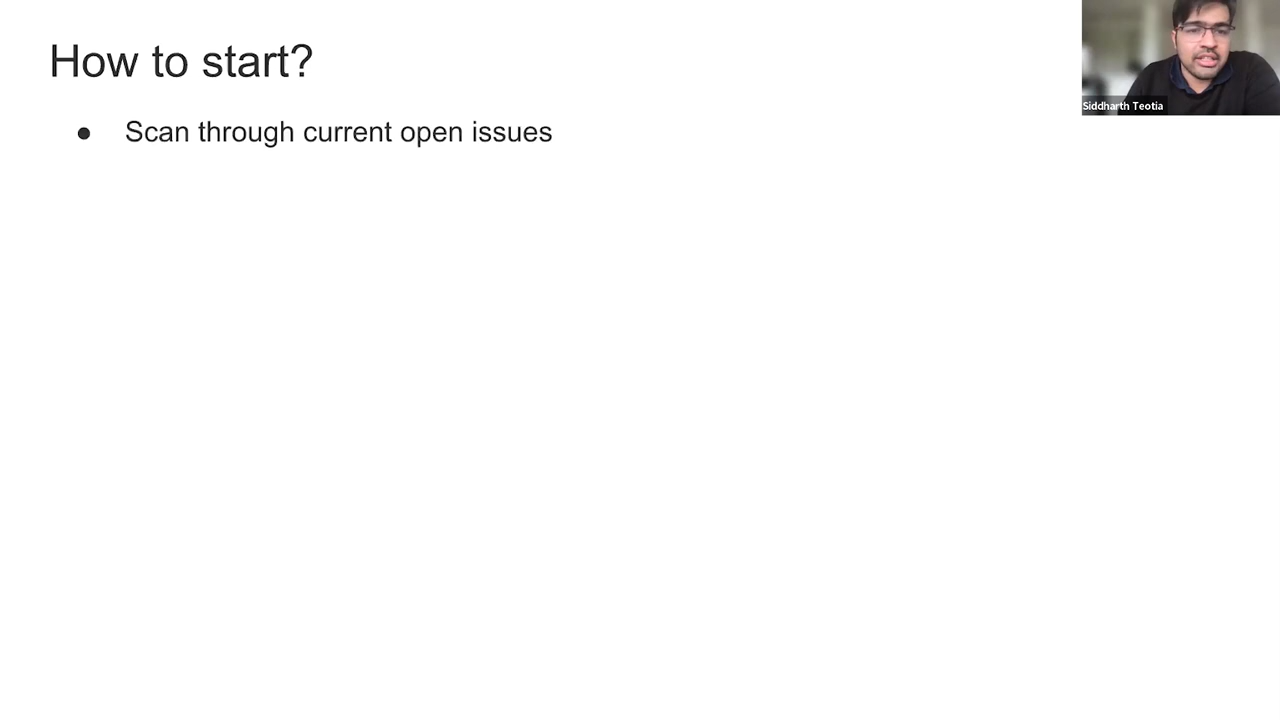 How to start?
● Scan through current open issues
Siddharth Teotia